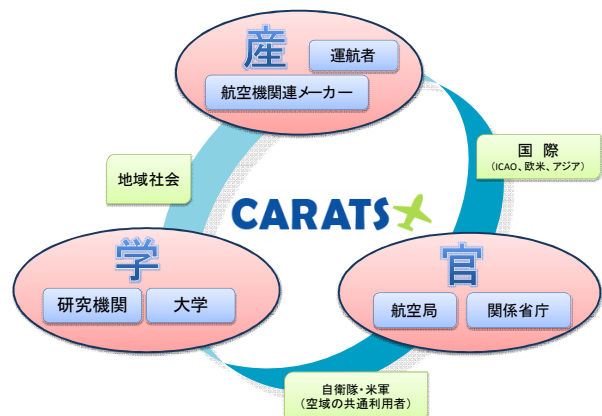 産
運航者
航空機関連メーカー
国 際
(ICAO、欧米、アジア)
地域社会
CARATS
学
研究機関
大学
官
航空局
関係省庁
自衛隊・米軍
(空域の共通利用者)